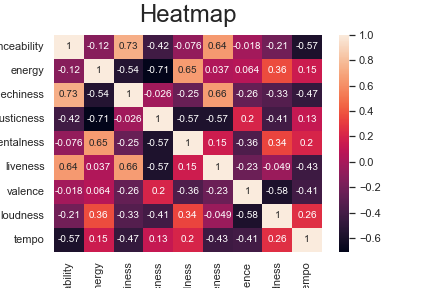 Heatmap
nceability 1 -0.12 0.73 -0.42 -0.076 0.64 -0.018 -0.21 -0.57
energy -0.12 1 -0.54 -0.71 0.65 0.037 0.064 0.36 0.15
echiness 0.73 -0.54 1 -0.026 -0.25 0.66 -0.26 -0.33 -0.47
usticness -0.42 -0.71 -0.026 1 -0.57 -0.57 0.2 -0.41 0.13
entalness -0.076 0.65 -0.25 -0.57 1 0.15 -0.36 0.34 0.2
liveness 0.64 0.037 0.66 -0.57 0.15 1 -0.23 -0.049 -0.43
valence -0.018 0.064 -0.26 0.2 -0.36 -0.23 1 -0.58 -0.41
loudness -0.21 0.36 -0.33 -0.41 0.34 -0.049 -0.58 1 0.26
tempo -0.57 0.15 -0.47 0.13 0.2 -0.43 -0.41 0.26 1
ability nergy iness eness lness eness ence lness empo
1.0
0.8
0.6
0.4
0.2
0.0
−0.2
−0.4
−0.6